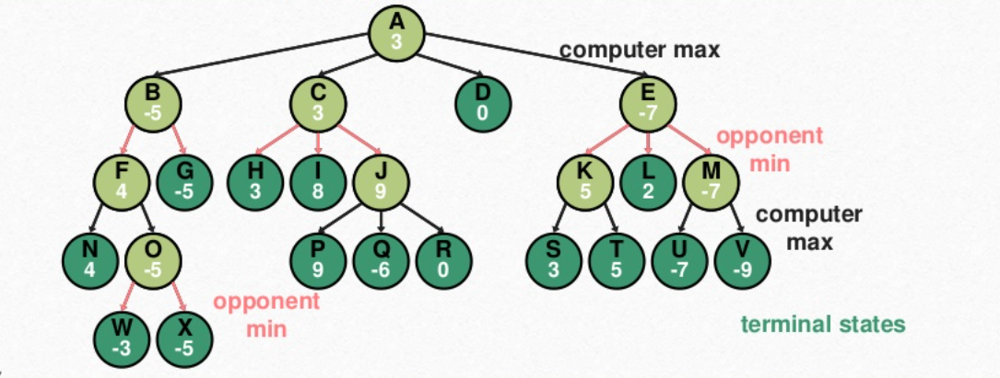 A
3
computer max
B
-5
C
3
D
0
E
-7
opponent
min
F
4
G
-5
H
3
I
8
J
9
K
5
L
2
M
-7
computer
max
N
4
O
-5
P
9
Q
-6
R
0
S
3
T
5
U
-7
V
-9
opponent
min
W
-3
X
-5
terminal states